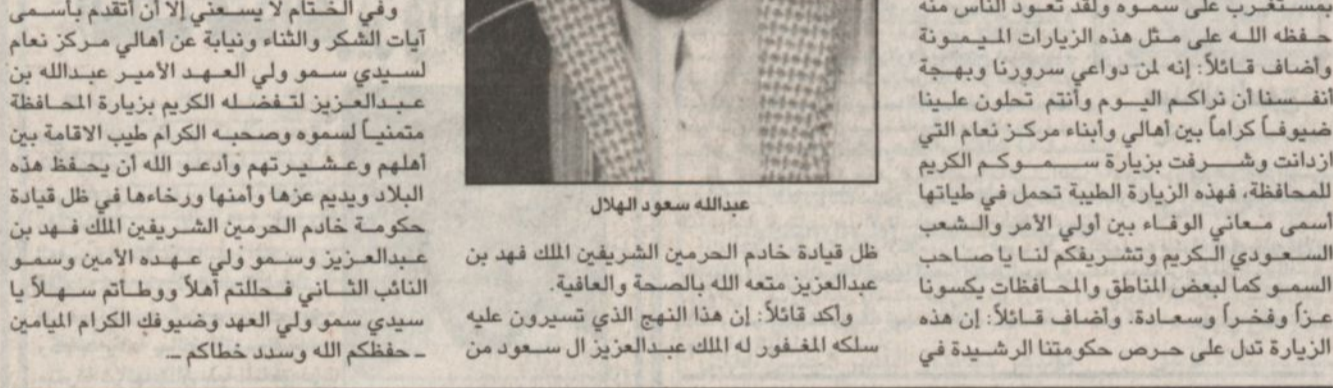 بمستغرب على سموه ولقد تعود الناس منه
حفظه الله على مثل هذه الزيارات الميمونة
وأضاف قائلاً: إنه لمن دواعي سرورنا وبهجة
أنفسنا أن نراكم اليوم وأنتم تحلون علينا
ضيوفاً كراماً بين أهالي وأبناء مركز نعام التي
ازدانت وشرفت بزيارة سموكم الكريم
للمحافظة، فهذه الزيارة الطيبة تحمل في طياتها
أسمى معاني الوفاء بين أولي الأمر والشعب
السعودي الكريم وتشريفكم لنا يا صاحب
السمو كما لبعض المناطق والمحافظات يكسونا
عزاً وفخراً وسعادة. وأضاف قائلاً: إن هذه
الزيارة تدل على حرص حكومتنا الرشيدة في
عبدالله سعود الهلال
ظل قيادة خادم الحرمين الشريفين الملك فهد بن
عبدالعزيز متعه الله بالصحة والعافية.
وأكد قائلاً: إن هذا النهج الذي تسيرون عليه
سلكه المغفور له الملك عبدالعزيز ال سعود من
وفي الختام لا يسعني إلا أن أتقدم بأسمى
آيات الشكر والثناء ونيابة عن أهالي مركز نعام
لسيدي سمو ولي العهد الأمير عبدالله بن
عبدالعزيز لتفضله الكريم بزيارة المحافظة
متمنياً لسموه وصحبه الكرام طيب الاقامة بين
أهلهم وعشيرتهم وأدعو الله أن يحفظ هذه
البلاد ويديم عزها وأمنها ورخاءها في ظل قيادة
حكومة خادم الحرمين الشريفين الملك فهد بن
عبدالعزيز وسمو ولي عهده الأمين وسمو
النائب الثاني فحللتم أهلاً ووطأتم سهلاً يا
سيدي سمو ولي العهد وضيوفك الكرام الميامين
ـ حفظكم الله وسدد خطاكم ـ